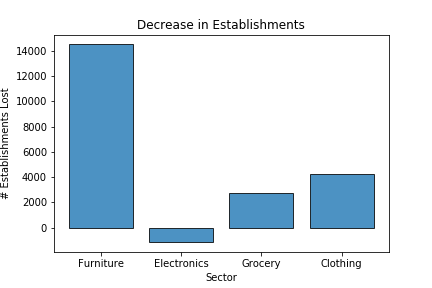 Decrease in Establishments
# Establishments Lost
14000
12000
10000
8000
6000
4000
2000
0
Furniture Electronics Grocery Clothing
Sector